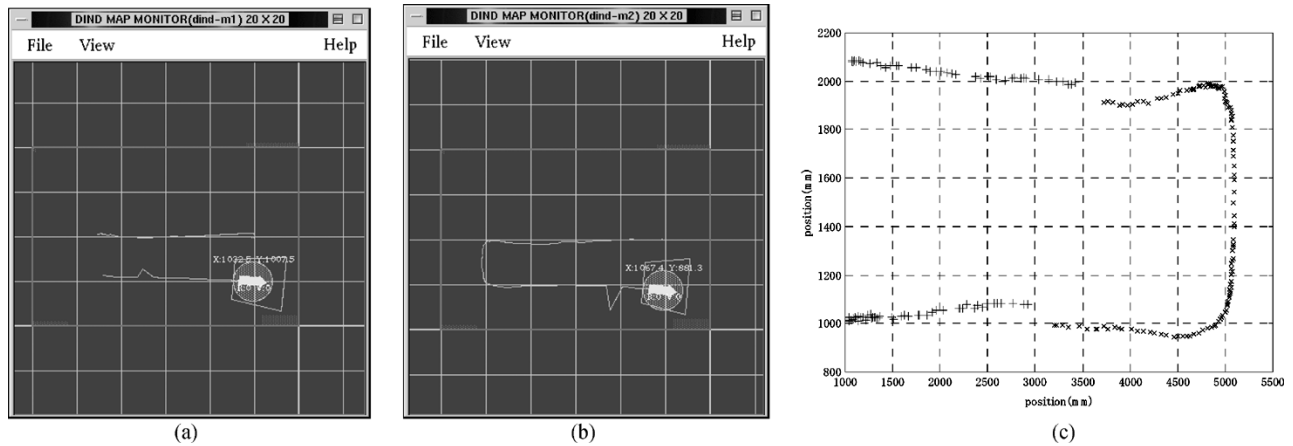 DIND MAP MONITOR(dind-m1) 20 X 20
File View Help
X:1032.5, Y:1007.5
(a)
DIND MAP MONITOR(dind-m2) 20 X 20
File View Help
X:1067.4, Y:881.3
(b)
2200
2000
1800
1600
1400
1200
1000
800
position(mm)
1000 1500 2000 2500 3000 3500 4000 4500 5000 5500
position(mm)
(c)